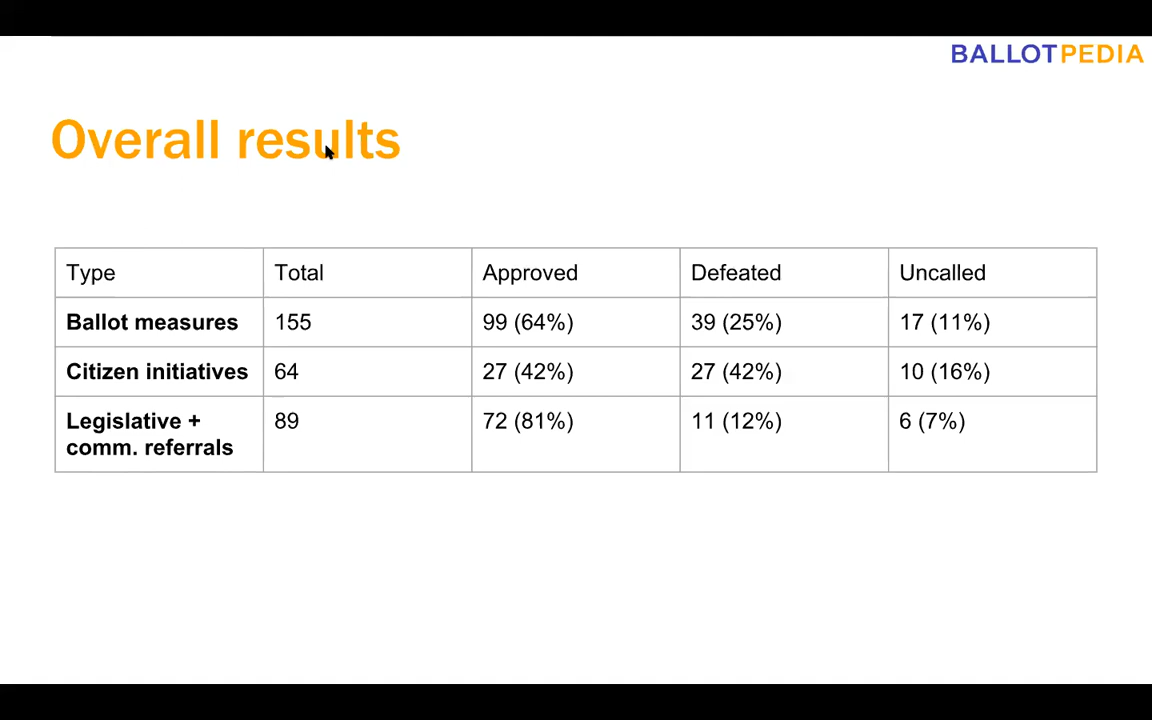 BALLOTPEDIA
Overall results
Type Total Approved Defeated Uncalled
Ballot measures 155 99 (64%) 39 (25%) 17 (11%)
Citizen initiatives 64 27 (42%) 27 (42%) 10 (16%)
Legislative + 89 72 (81%) 11 (12%) 6 (7%)
comm. referrals